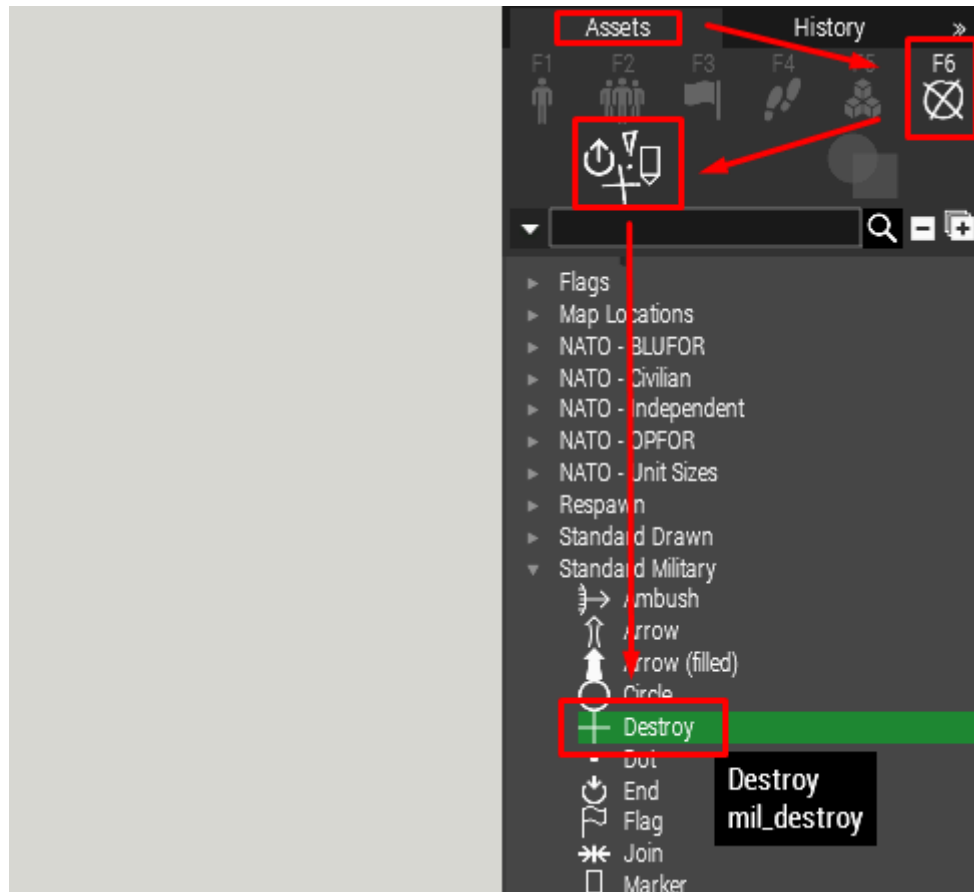 Assets History »
F1 F2 F3 F4 F5 F6
Flags
Map Locations
NATO - BLUFOR
NATO - Civilian
NATO - Independent
NATO - OPFOR
NATO - Unit Sizes
Respawn
Standard Drawn
Standard Military
Ambush
Arrow
Arrow (filled)
Circle
Destroy
Dot
End
Flag
Join
Marker
Destroy
mil_destroy